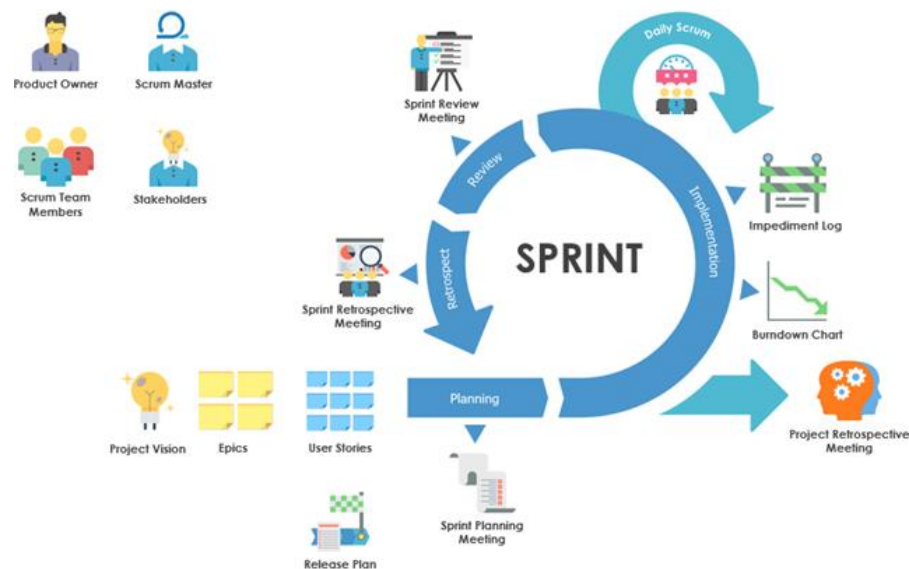 Product Owner
Scrum Master
Scrum Team
Members
Stakeholders
Sprint Review
Meeting
Daily Scrum
Review
Implementation
Impediment Log
SPRINT
Retrospect
Sprint Retrospective
Meeting
Burndown Chart
Planning
Project Vision
Epics
User Stories
Project Retrospective
Meeting
Sprint Planning
Meeting
Release Plan